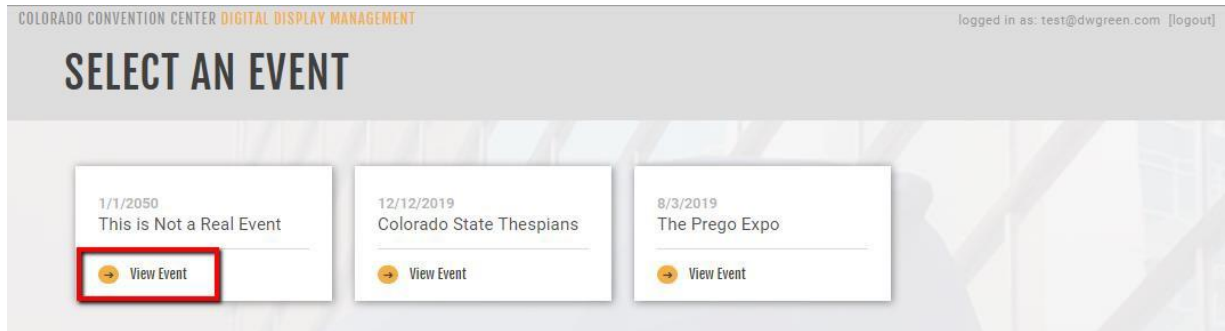 COLORADO CONVENTION CENTER DIGITAL DISPLAY MANAGEMENT
logged in as: test@dwgreen.com [logout]
SELECT AN EVENT
1/1/2050
This is Not a Real Event
View Event
12/12/2019
Colorado State Thespians
View Event
8/3/2019
The Prego Expo
View Event